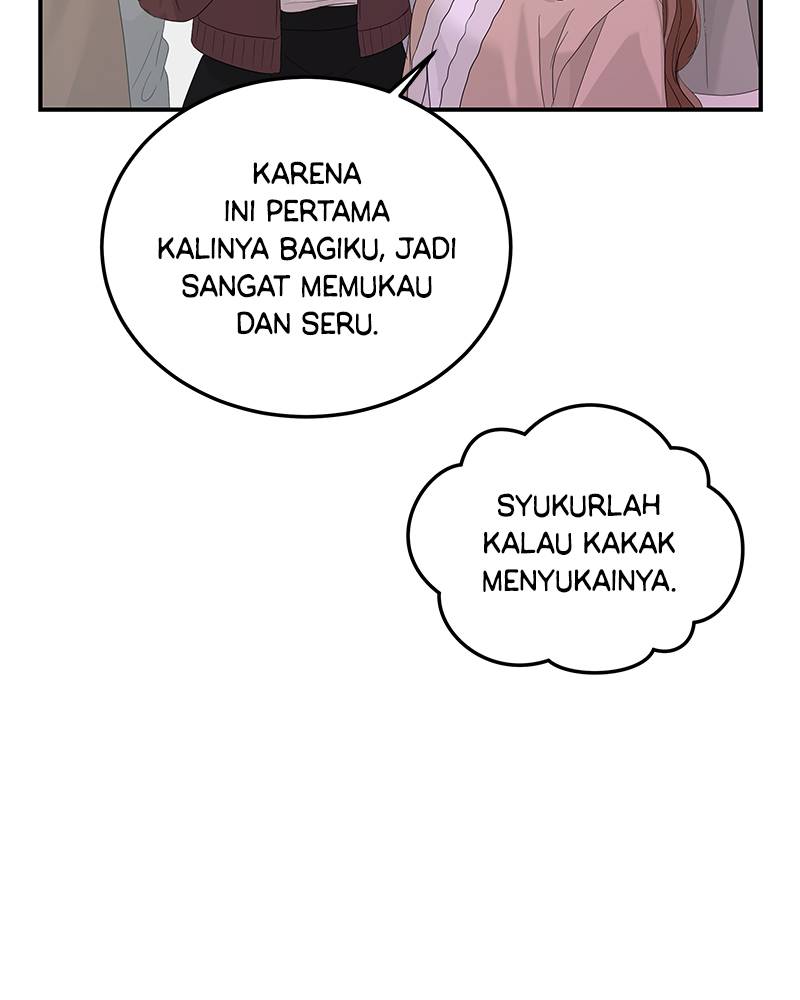 KARENA
INI PERTAMA
KALINYA BAGIKU, JADI
SANGAT MEMUKAU
DAN SERU.
SYUKURLAH
KALAU KAKAK
MENYUKAINYA.